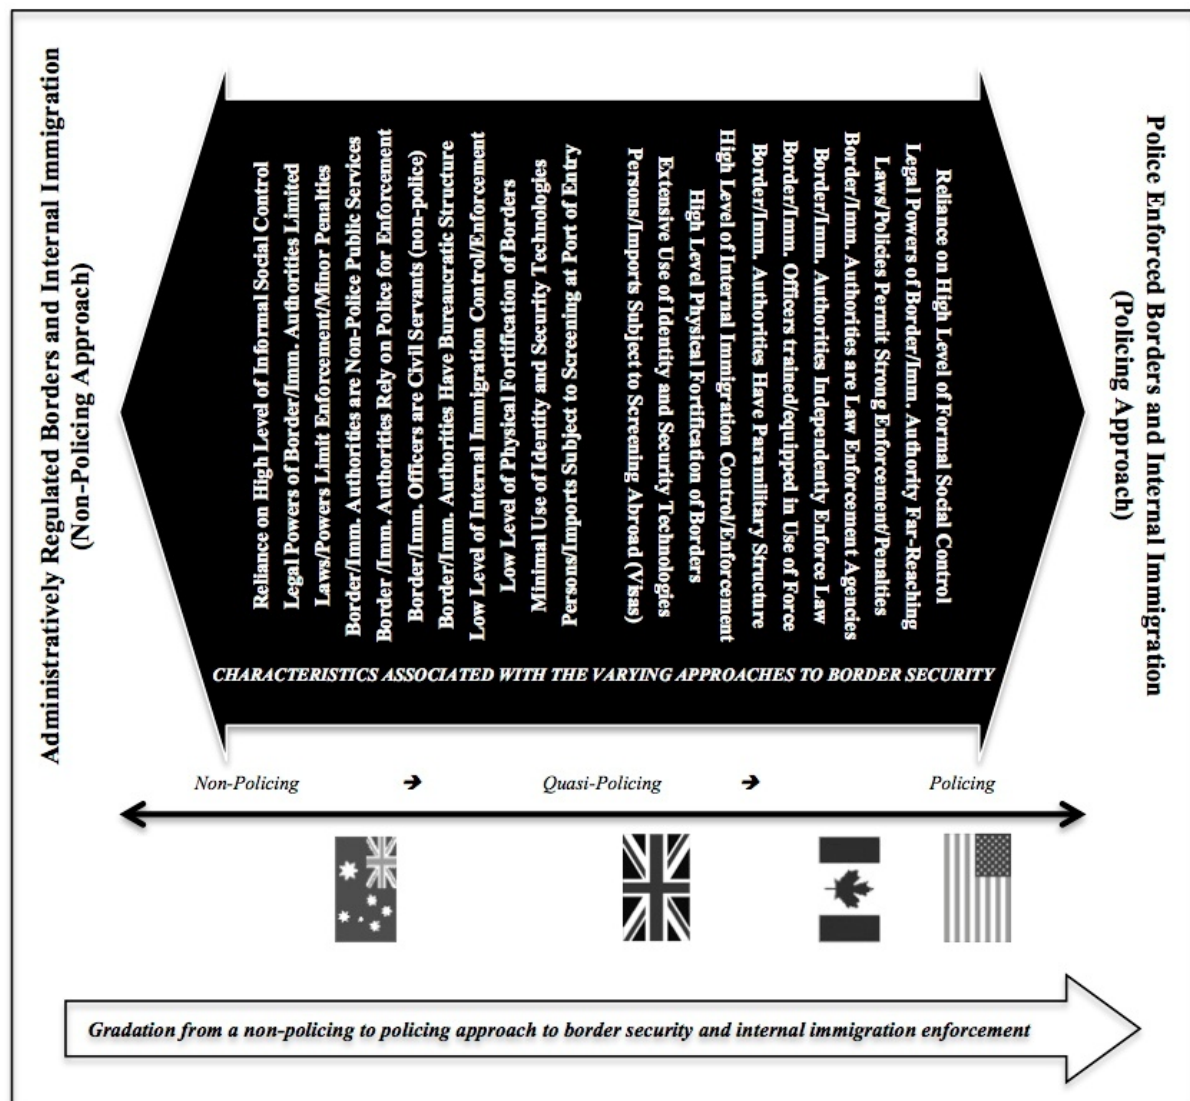 Administratively Regulated Borders and Internal Immigration
(Non-Policing Approach)
Reliance on High Level of Informal Social Control
Legal Powers of Border/Imm. Authorities Limited
Laws/Powers Limit Enforcement/Minor Penalties
Border/Imm. Authorities are Non-Police Public Services
Border /Imm. Authorities Rely on Police for Enforcement
Border/Imm. Officers are Civil Servants (non-police)
Border/Imm. Authorities Have Bureaucratic Structure
Low Level of Internal Immigration Control/Enforcement
Low Level of Physical Fortification of Borders
Minimal Use of Identity and Security Technologies
Persons/Imports Subject to Screening at Port of Entry
Persons/Imports Subject to Screening Abroad (Visas)
Extensive Use of Identity and Security Technologies
High Level Physical Fortification of Borders
High Level of Internal Immigration Control/Enforcement
Border/Imm. Authorities Have Paramilitary Structure
Border/Imm. Officers trained/equipped in Use of Force
Border/Imm. Authorities Independently Enforce Law
Border/Imm. Authorities are Law Enforcement Agencies
Laws/Policies Permit Strong Enforcement/Penalties
Legal Powers of Border/Imm. Authority Far-Reaching
Reliance on High Level of Formal Social Control
Police Enforced Borders and Internal Immigration
(Policing Approach)
CHARACTERISTICS ASSOCIATED WITH THE VARYING APPROACHES TO BORDER SECURITY
Non-Policing ➔ Quasi-Policing ➔ Policing
Gradation from a non-policing to policing approach to border security and internal immigration enforcement